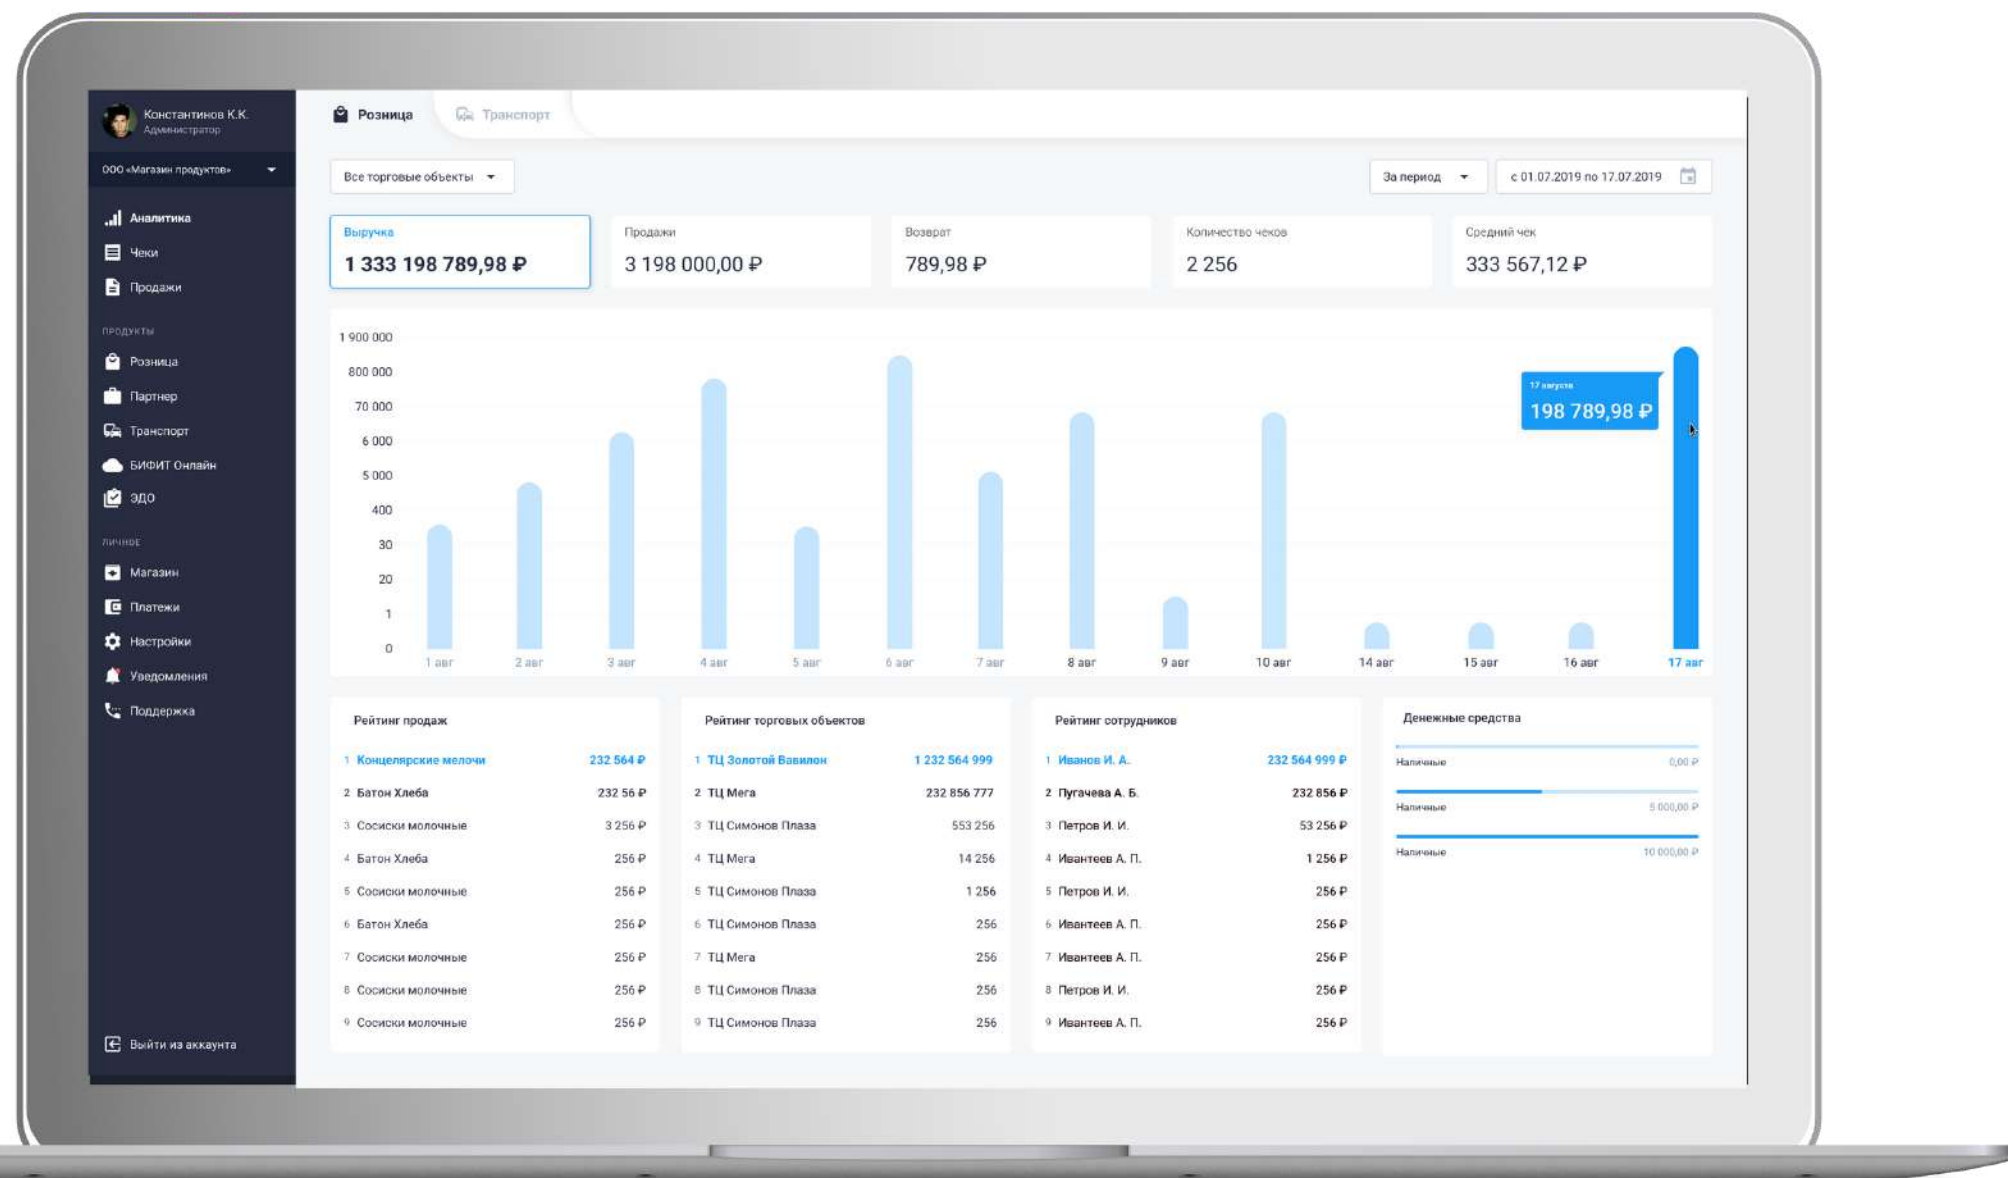 Константинов К.К.
Администратор
ООО «Магазин продуктов»
Аналитика
Чеки
Продажи
ПРОДУКТЫ
Розница
Партнер
Транспорт
БИФИТ Онлайн
ЭДО
ЛИЧНОЕ
Магазин
Платежи
Настройки
Уведомления
Поддержка
Выйти из аккаунта
Розница Транспорт
Все торговые объекты За период с 01.07.2019 по 17.07.2019
Выручка Продажи Возврат Количество чеков Средний чек
1 333 198 789,98 ₽ 3 198 000,00 ₽ 789,98 ₽ 2 256 333 567,12 ₽
1 900 000
800 000
70 000
6 000
5 000
400
30
20
1
0
17 августа
198 789,98 ₽
1 авг 2 авг 3 авг 4 авг 5 авг 6 авг 7 авг 8 авг 9 авг 10 авг 14 авг 15 авг 16 авг 17 авг
Рейтинг продаж
1 Концелярские мелочи 232 564 ₽
2 Батон Хлеба 232 56 ₽
3 Сосиски молочные 3 256 ₽
4 Батон Хлеба 256 ₽
5 Сосиски молочные 256 ₽
6 Батон Хлеба 256 ₽
7 Сосиски молочные 256 ₽
8 Сосиски молочные 256 ₽
9 Сосиски молочные 256 ₽
Рейтинг торговых объектов
1 ТЦ Золотой Вавилон 1 232 564 999
2 ТЦ Мега 232 856 777
3 ТЦ Симонов Плаза 553 256
4 ТЦ Мега 14 256
5 ТЦ Симонов Плаза 1 256
6 ТЦ Симонов Плаза 256
7 ТЦ Мега 256
8 ТЦ Симонов Плаза 256
9 ТЦ Симонов Плаза 256
Рейтинг сотрудников
1 Иванов И. А. 232 564 999 ₽
2 Пугачева А. Б. 232 856 ₽
3 Петров И. И. 53 256 ₽
4 Ивантеев А. П. 1 256 ₽
5 Петров И. И. 256 ₽
6 Ивантеев А. П. 256 ₽
7 Ивантеев А. П. 256 ₽
8 Петров И. И. 256 ₽
9 Ивантеев А. П. 256 ₽
Денежные средства
Наличные 0,00 ₽
Наличные 5 000,00 ₽
Наличные 10 000,00 ₽